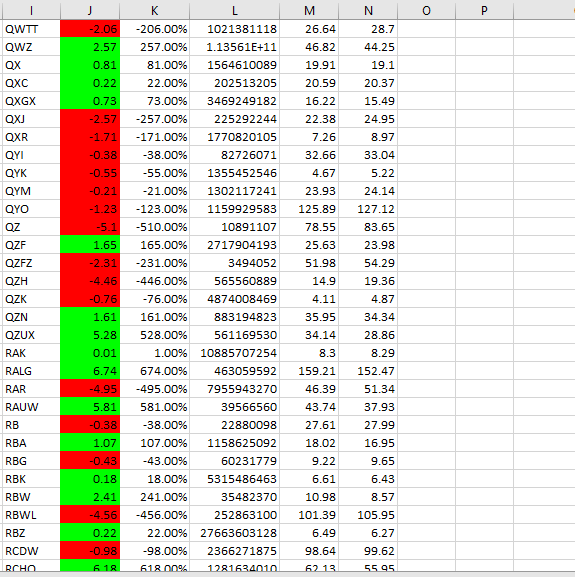 I J K L M N O P
QWTT -2.06 -206.00% 1021381118 26.64 28.7
QWZ 2.57 257.00% 1.13561E+11 46.82 44.25
QX 0.81 81.00% 1564610089 19.91 19.1
QXC 0.22 22.00% 202513205 20.59 20.37
QXGX 0.73 73.00% 3469249182 16.22 15.49
QXJ -2.57 -257.00% 225292244 22.38 24.95
QXR -1.71 -171.00% 1770820105 7.26 8.97
QYI -0.38 -38.00% 82726071 32.66 33.04
QYK -0.55 -55.00% 1355452546 4.67 5.22
QYM -0.21 -21.00% 1302117241 23.93 24.14
QYO -1.23 -123.00% 1159929583 125.89 127.12
QZ -5.1 -510.00% 10891107 78.55 83.65
QZF 1.65 165.00% 2717904193 25.63 23.98
QZFZ -2.31 -231.00% 3494052 51.98 54.29
QZH -4.46 -446.00% 565560889 14.9 19.36
QZK -0.76 -76.00% 4874008469 4.11 4.87
QZN 1.61 161.00% 883194823 35.95 34.34
QZUX 5.28 528.00% 561169530 34.14 28.86
RAK 0.01 1.00% 10885707254 8.3 8.29
RALG 6.74 674.00% 463059592 159.21 152.47
RAR -4.95 -495.00% 7955943270 46.39 51.34
RAUW 5.81 581.00% 39566560 43.74 37.93
RB -0.38 -38.00% 22880098 27.61 27.99
RBA 1.07 107.00% 1158625092 18.02 16.95
RBG -0.43 -43.00% 60231779 9.22 9.65
RBK 0.18 18.00% 5315486463 6.61 6.43
RBW 2.41 241.00% 35482370 10.98 8.57
RBWL -4.56 -456.00% 252863100 101.39 105.95
RBZ 0.22 22.00% 27663603128 6.49 6.27
RCDW -0.98 -98.00% 2366271875 98.64 99.62
RCHO 6.18 618.00% 1281634010 62.13 55.95